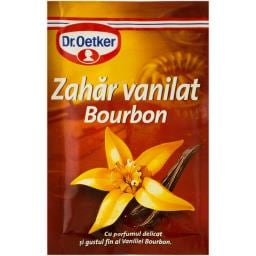 Dr.Oetker
Zahăr vanilat
Bourbon
Cu parfumul delicat
și gustul fin al Vaniliei Bourbon.